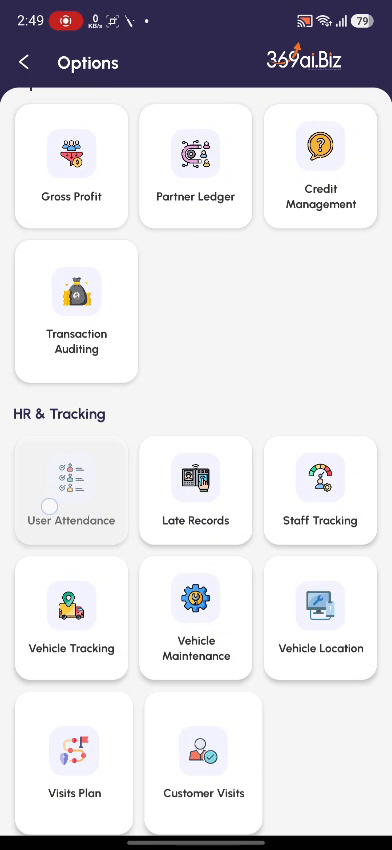 2:49
0
KB/s
79
Options
369ai.Biz
Gross Profit
Partner Ledger
Credit
Management
Transaction
Auditing
HR & Tracking
User Attendance
Late Records
Staff Tracking
Vehicle Tracking
Vehicle
Maintenance
Vehicle Location
Visits Plan
Customer Visits